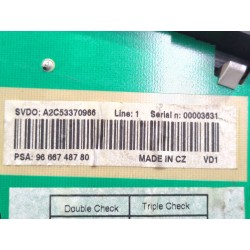 SVDO: A2C53370966 Line: 1 Serial n: 00003631
PSA: 96 667 487 80 MADE IN CZ VD1
Double Check Triple Check